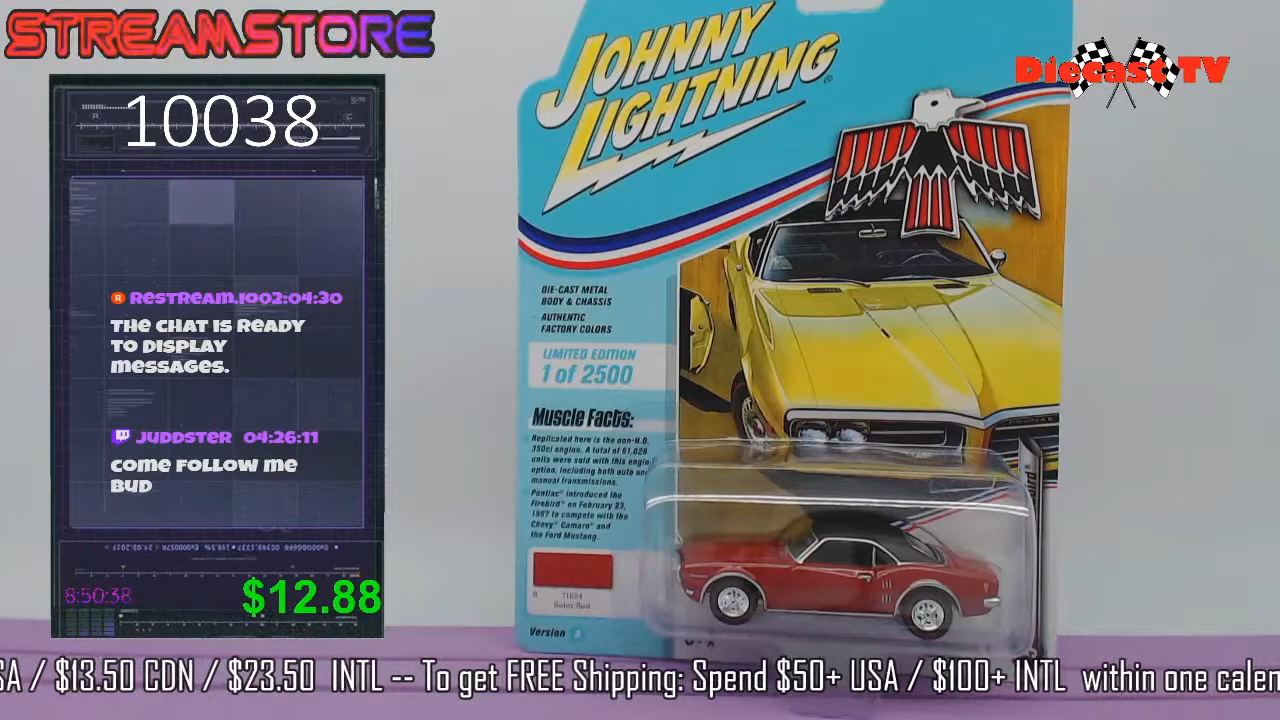 STREAMSTORE
10038
Restream.io 02:04:30
THE CHAT IS READY
TO DISPLAY
MESSAGES.
JUDDSTER 04:26:11
COME FOLLOW ME
BUD
8:50:38
$12.88
JOHNNY
LIGHTNING
Diecast TV
DIE-CAST METAL
BODY & CHASSIS
AUTHENTIC
FACTORY COLORS
LIMITED EDITION
1 of 2500
Muscle Facts:
Replicated here is the non-H.O.
350ci engine. A total of 61,026
units were sold with this engine
option, including both auto and
manual transmissions.
Pontiac® introduced the
Firebird® on February 23,
1967 to compete with the
Chevy® Camaro® and
the Ford Mustang.
R 71634
Solar Red
Version A
SA / $13.50 CDN / $23.50 INTL -- To get FREE Shipping: Spend $50+ USA / $100+ INTL within one calen